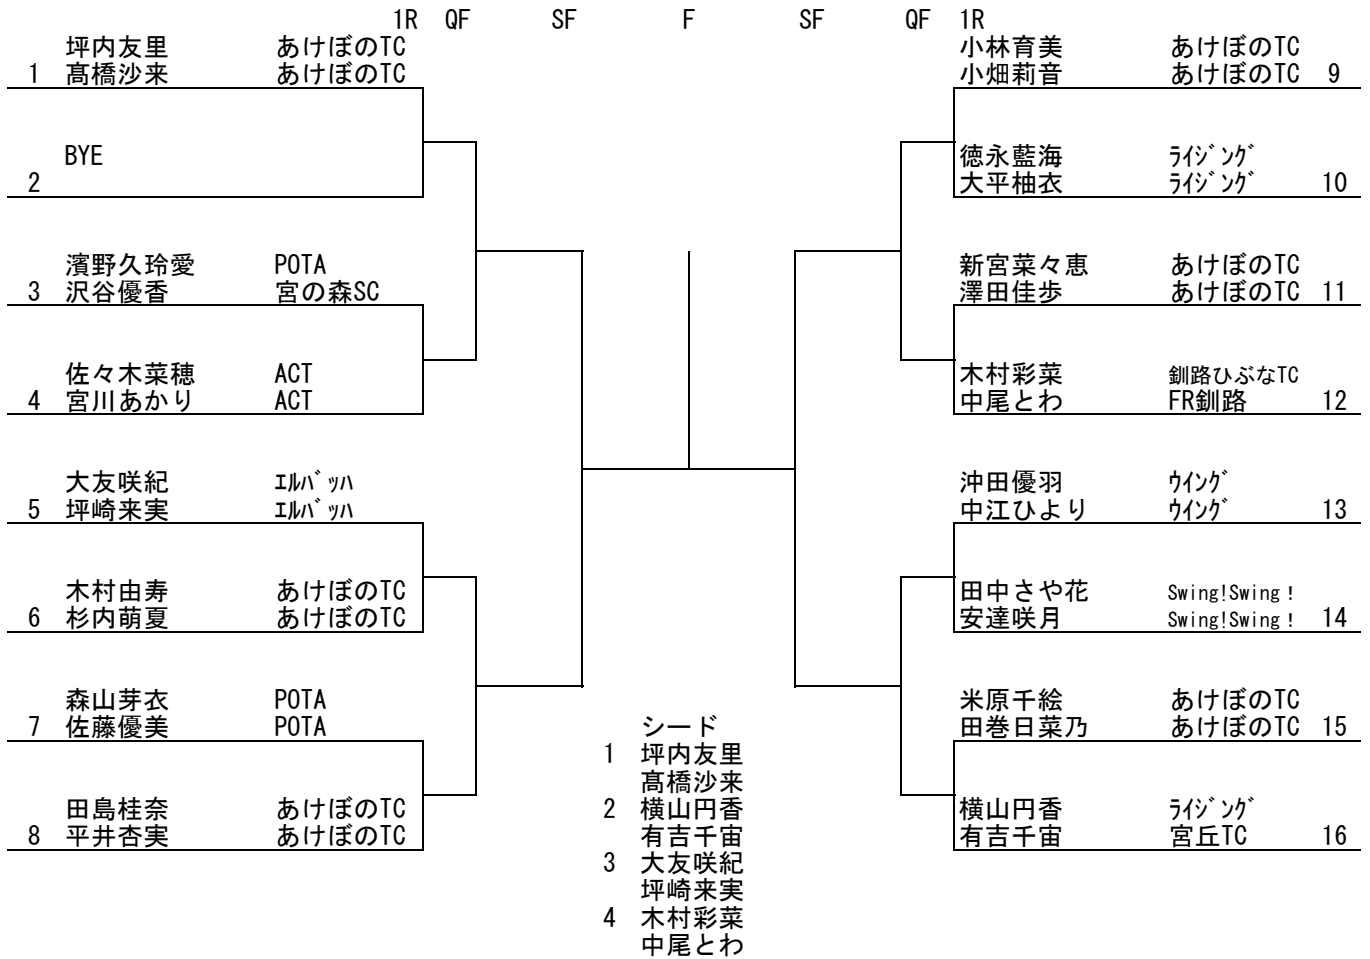 1R QF SF F SF QF 1R
坪内友里 あけぼのTC
1 髙橋沙来 あけぼのTC
BYE
2
濱野久玲愛 POTA
3 沢谷優香 宮の森SC
佐々木菜穂 ACT
4 宮川あかり ACT
大友咲紀 ｴﾙﾊﾞｯﾊ
5 坪崎来実 ｴﾙﾊﾞｯﾊ
木村由寿 あけぼのTC
6 杉内萌夏 あけぼのTC
森山芽衣 POTA
7 佐藤優美 POTA
田島桂奈 あけぼのTC
8 平井杏実 あけぼのTC
小林育美 あけぼのTC
小畑莉音 あけぼのTC 9
徳永藍海 ﾗｲｼﾞﾝｸﾞ
大平柚衣 ﾗｲｼﾞﾝｸﾞ 10
新宮菜々恵 あけぼのTC
澤田佳歩 あけぼのTC 11
木村彩菜 釧路ひぶなTC
中尾とわ FR釧路 12
沖田優羽 ｳｲﾝｸﾞ
中江ひより ｳｲﾝｸﾞ 13
田中さや花 Swing!Swing！
安達咲月 Swing!Swing！ 14
米原千絵 あけぼのTC
田巻日菜乃 あけぼのTC 15
横山円香 ﾗｲｼﾞﾝｸﾞ
有吉千宙 宮丘TC 16
シード
1 坪内友里
髙橋沙来
2 横山円香
有吉千宙
3 大友咲紀
坪崎来実
4 木村彩菜
中尾とわ